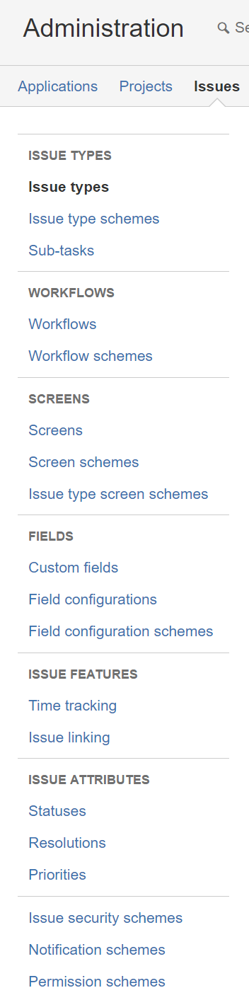 Administration
Applications Projects Issues
ISSUE TYPES
Issue types
Issue type schemes
Sub-tasks
WORKFLOWS
Workflows
Workflow schemes
SCREENS
Screens
Screen schemes
Issue type screen schemes
FIELDS
Custom fields
Field configurations
Field configuration schemes
ISSUE FEATURES
Time tracking
Issue linking
ISSUE ATTRIBUTES
Statuses
Resolutions
Priorities
Issue security schemes
Notification schemes
Permission schemes